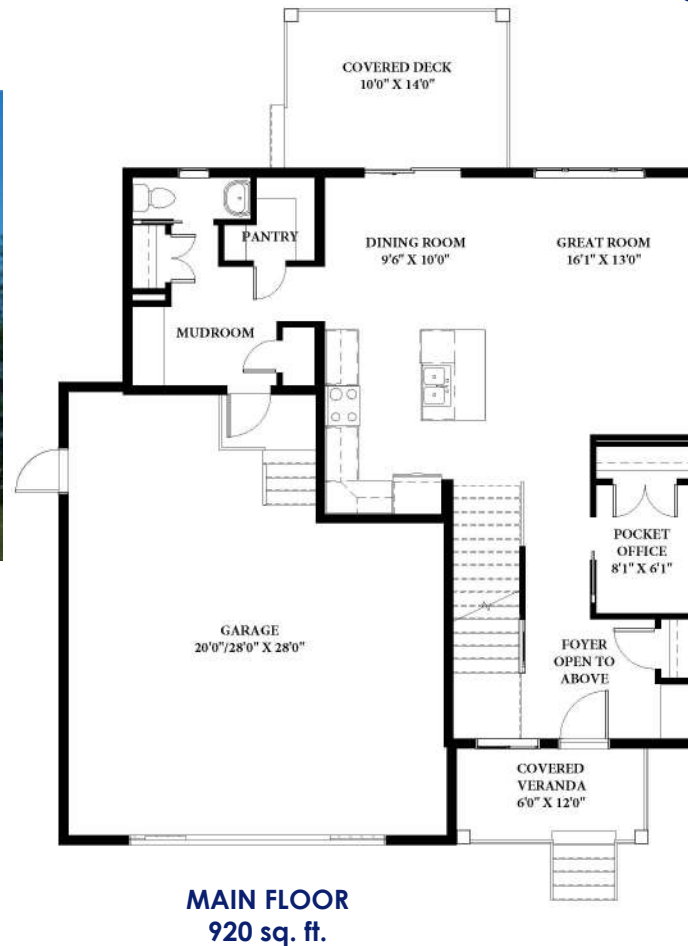 COVERED DECK
10'0" X 14'0"
PANTRY
DINING ROOM
9'6" X 10'0"
GREAT ROOM
16'1" X 13'0"
MUDROOM
POCKET
OFFICE
8'1" X 6'1"
GARAGE
20'0"/28'0" X 28'0"
FOYER
OPEN TO
ABOVE
COVERED
VERANDA
6'0" X 12'0"
MAIN FLOOR
920 sq. ft.